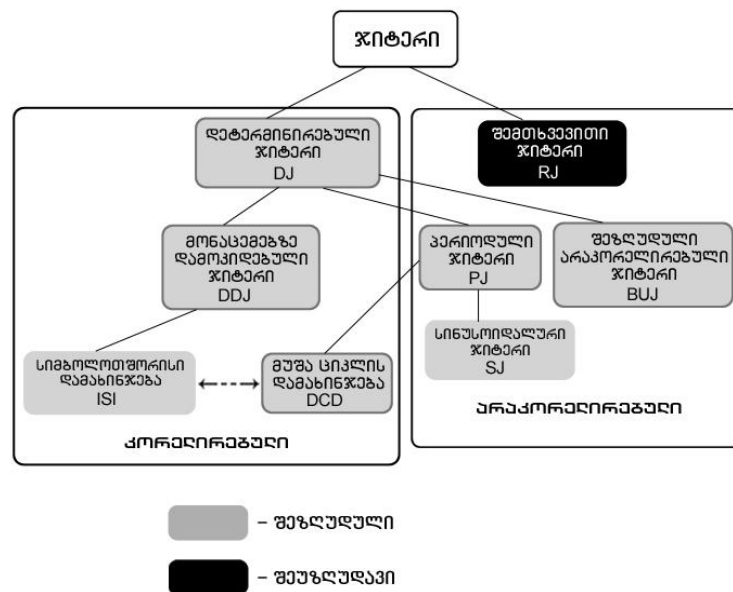 ჯიტერი
დეტერმინირებული
ჯიტერი
DJ
შემთხვევითი
ჯიტერი
RJ
მონაცემებზე
დამოკიდებული
ჯიტერი
DDJ
პერიოდული
ჯიტერი
PJ
შეზღუდული
არაკორელირებული
ჯიტერი
BUJ
სიმბოლოთშორისი
დამახინჯება
ISI
მუშა ციკლის
დამახინჯება
DCD
სინუსოიდალური
ჯიტერი
SJ
კორელირებული
არაკორელირებული
– შეზღუდული
– შეუზღუდავი